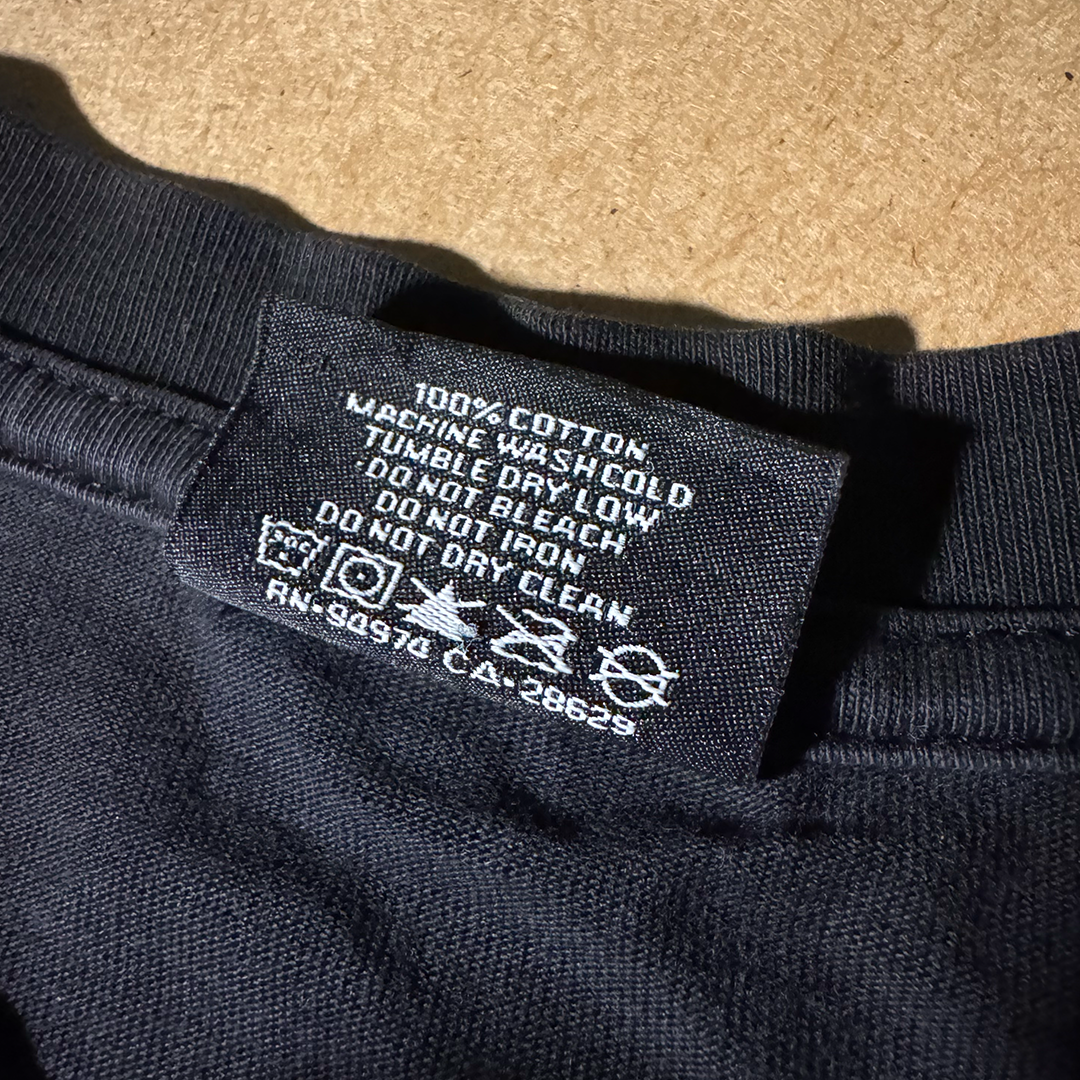 100% COTTON
MACHINE WASH COLD
TUMBLE DRY LOW
DO NOT BLEACH
DO NOT IRON
DO NOT DRY CLEAN
RN•90974 CA•28629